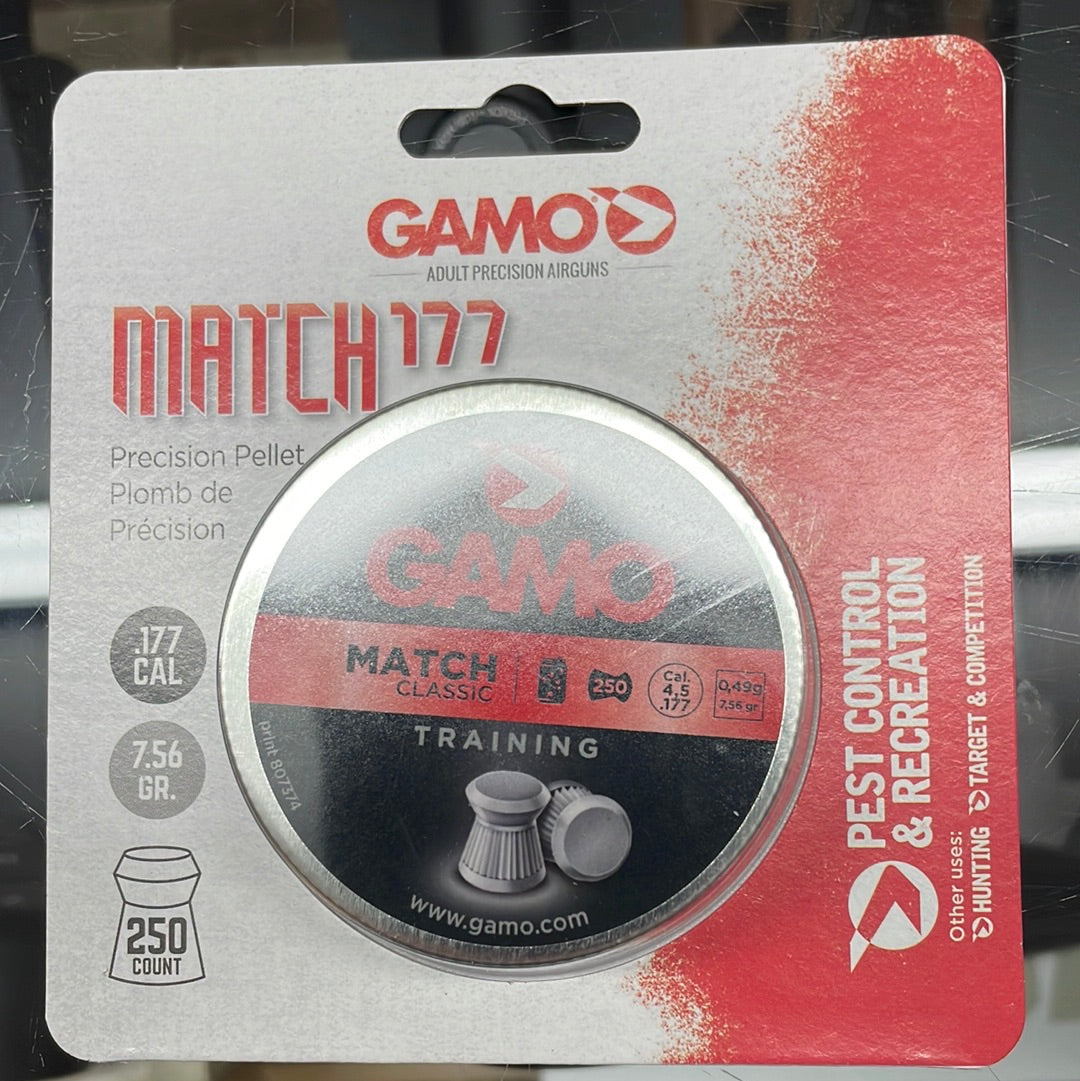 GAMO
ADULT PRECISION AIRGUNS
MATCH 177
Precision Pellet
Plomb de
Précision
.177
CAL
7.56
GR.
250
COUNT
GAMO
MATCH
CLASSIC
250
Cal.
4,5
.177
0,49g
7,56 gr
TRAINING
print 807374
www.gamo.com
PEST CONTROL
& RECREATION
Other uses:
HUNTING TARGET & COMPETITION